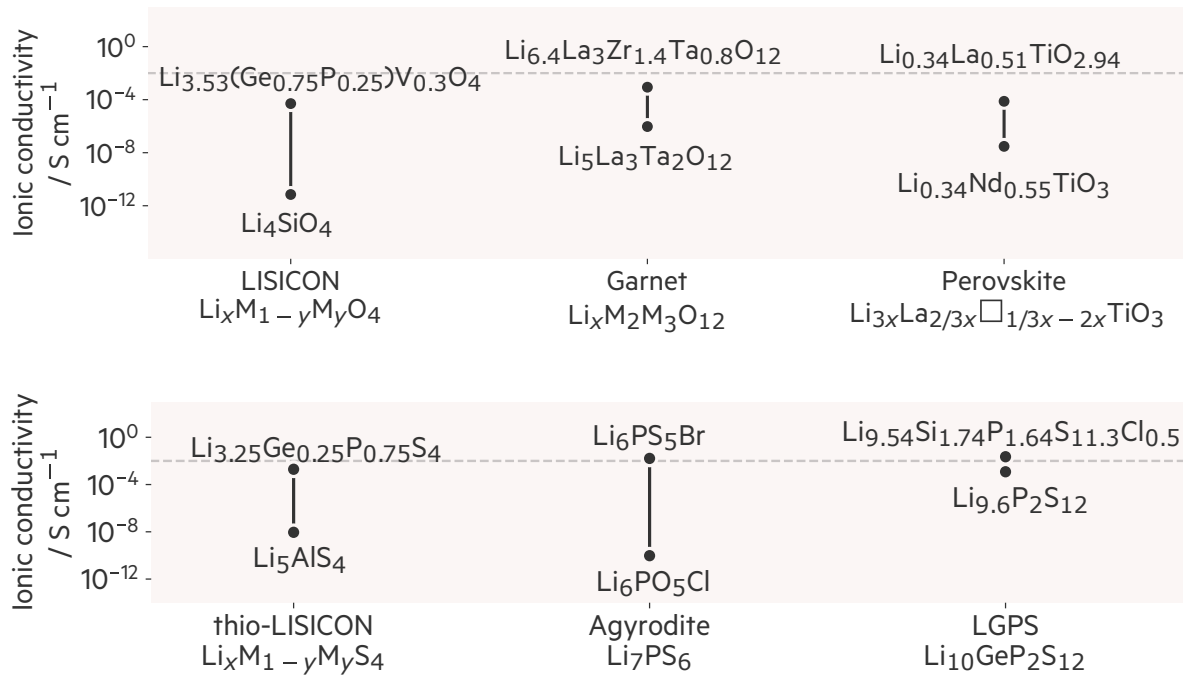 Ionic conductivity
/ S cm⁻¹
10⁰
10⁻⁴
10⁻⁸
10⁻¹²
Li₃.₅₃(Ge₀.₇₅P₀.₂₅)V₀.₃O₄
Li₄SiO₄
Li₆.₄La₃Zr₁.₄Ta₀.₈O₁₂
Li₅La₃Ta₂O₁₂
Li₀.₃₄La₀.₅₁TiO₂.₉₄
Li₀.₃₄Nd₀.₅₅TiO₃
LISICON
LiₓM₁₋yMyO₄
Garnet
LiₓM₂M₃O₁₂
Perovskite
Li₃ₓLa₂/₃ₓ□₁/₃ₓ₋₂ₓTiO₃
Ionic conductivity
/ S cm⁻¹
10⁰
10⁻⁴
10⁻⁸
10⁻¹²
Li₃.₂₅Ge₀.₂₅P₀.₇₅S₄
Li₅AlS₄
Li₆PS₅Br
Li₆PO₅Cl
Li₉.₅₄Si₁.₇₄P₁.₆₄S₁₁.₃Cl₀.₅
Li₉.₆P₂S₁₂
thio-LISICON
LiₓM₁₋yMyS₄
Agyrodite
Li₇PS₆
LGPS
Li₁₀GeP₂S₁₂